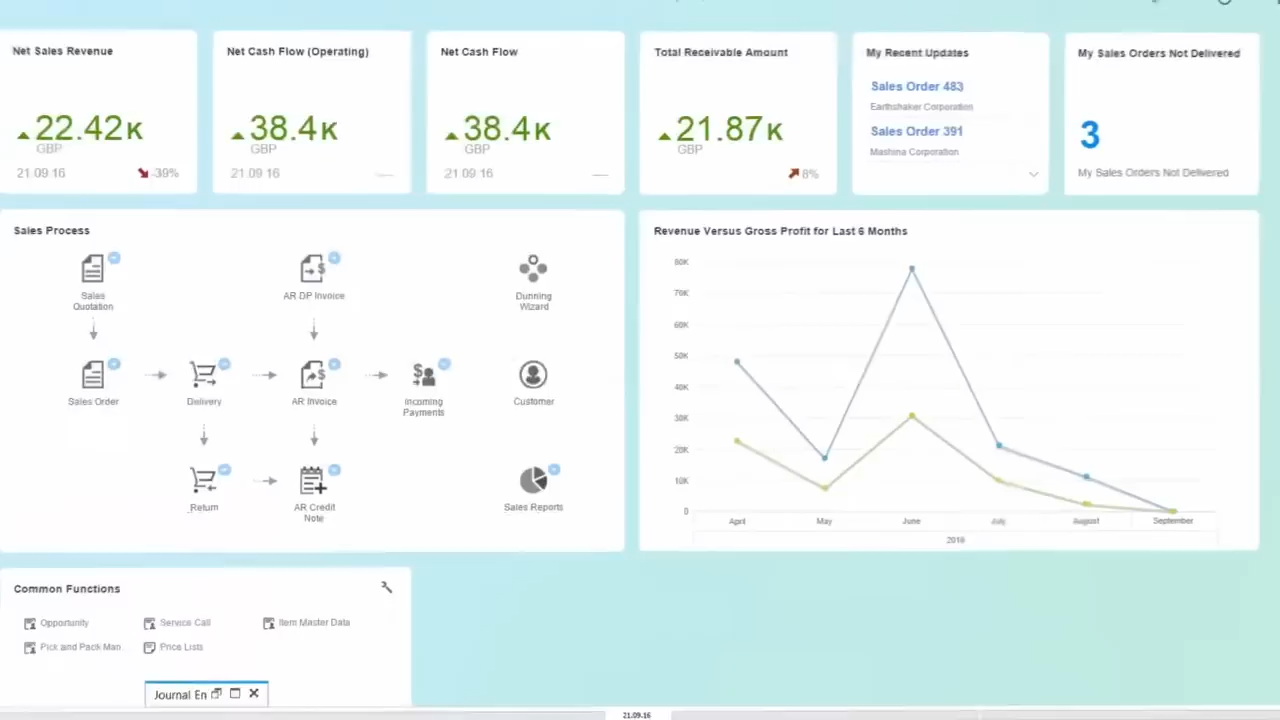 Net Sales Revenue
22.42K
GBP
21.09.16
-39%
Net Cash Flow (Operating)
38.4K
GBP
21.09.16
Net Cash Flow
38.4K
GBP
21.09.16
Total Receivable Amount
21.87K
GBP
8%
My Recent Updates
Sales Order 483
Earthshaker Corporation
Sales Order 391
Mashina Corporation
My Sales Orders Not Delivered
3
My Sales Orders Not Delivered
Sales Process
Sales
Quotation
AR DP Invoice
Dunning
Wizard
Sales Order
Delivery
AR Invoice
Incoming
Payments
Customer
Return
AR Credit
Note
Sales Reports
Revenue Versus Gross Profit for Last 6 Months
80K
70K
60K
50K
40K
30K
20K
10K
0
April May June July August September
2016
Common Functions
Opportunity
Service Call
Item Master Data
Pick and Pack Man
Price Lists
Journal En
21.09.16